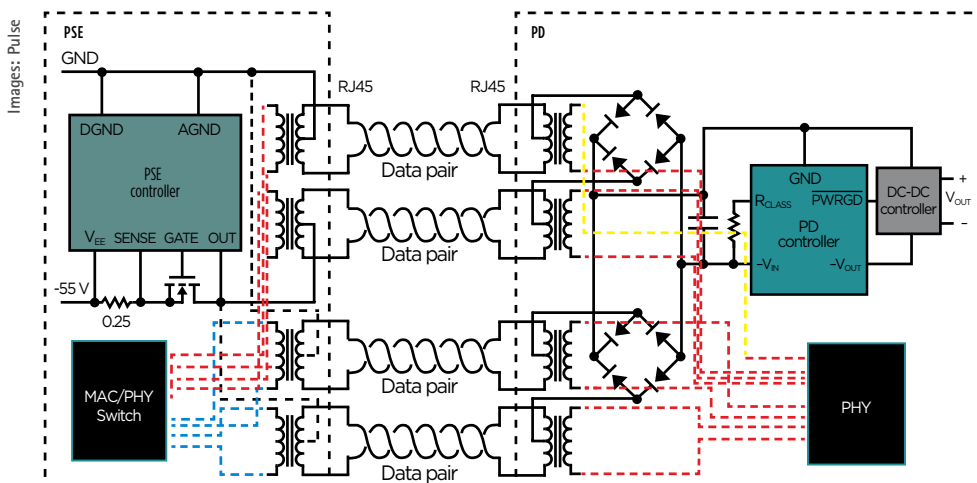 Images: Pulse
PSE
PD
GND
RJ45
RJ45
DGND
AGND
PSE
controller
VEE
SENSE
GATE
OUT
-55 V
0.25
Data pair
Data pair
Data pair
Data pair
MAC/PHY
Switch
GND
RCLASS
PWRGD
PD
controller
–VIN
–VOUT
DC-DC
controller
+
VOUT
–
PHY